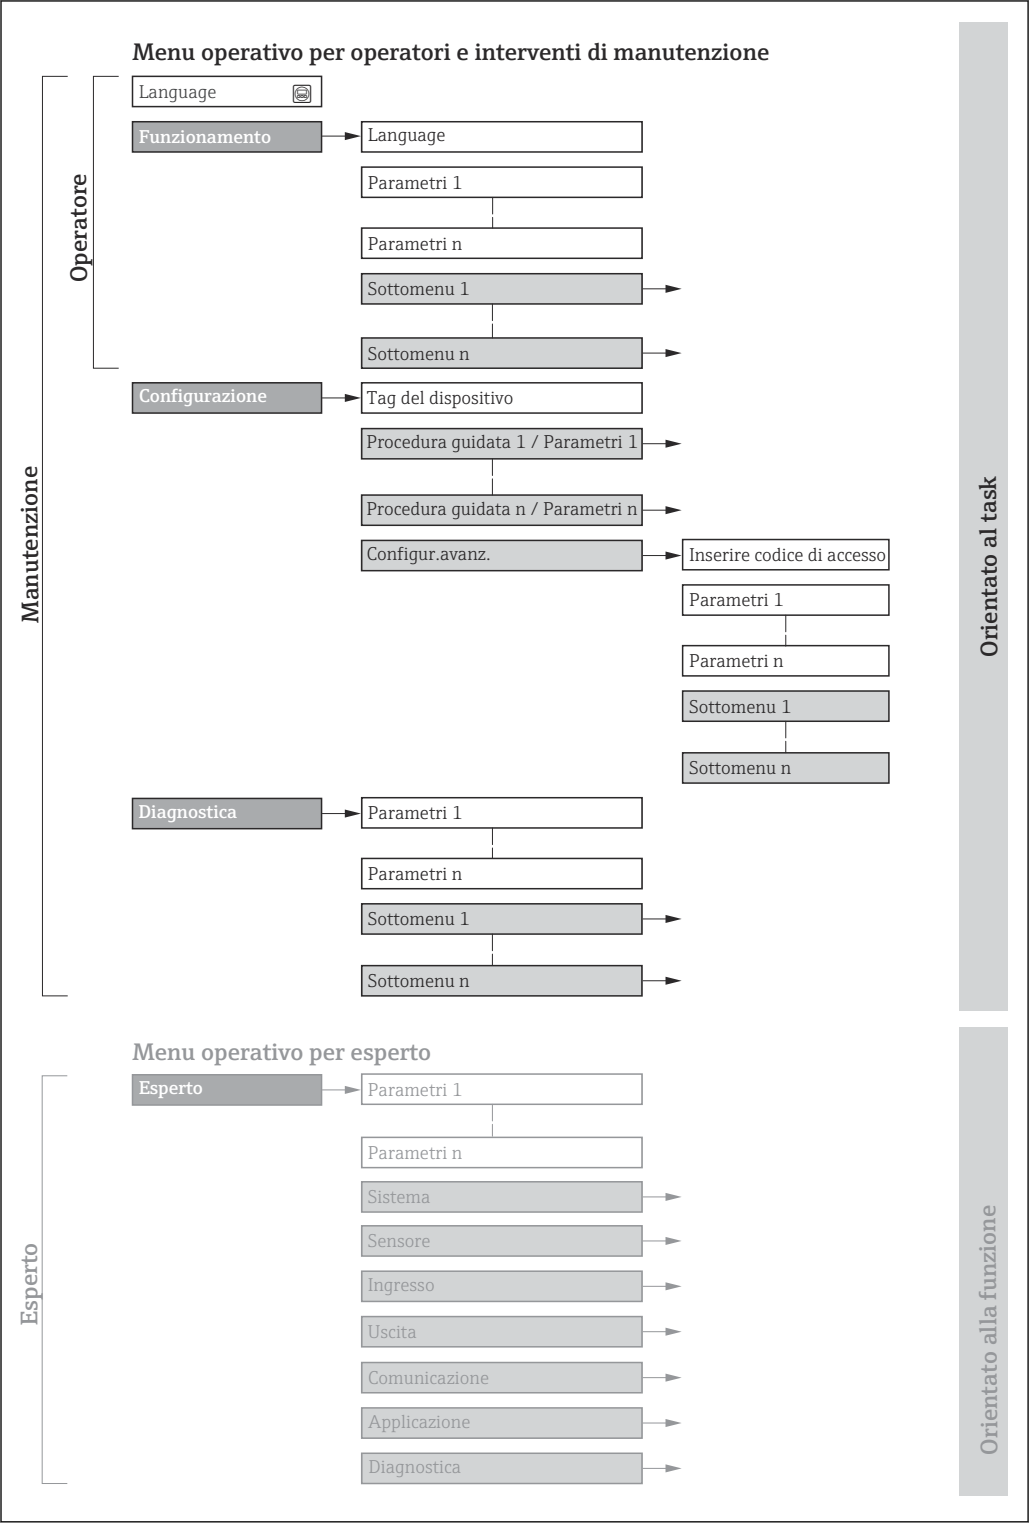 Menu operativo per operatori e interventi di manutenzione
Language
Funzionamento
Language
Parametri 1
Parametri n
Sottomenu 1
Sottomenu n
Operatore
Configurazione
Tag del dispositivo
Procedura guidata 1 / Parametri 1
Procedura guidata n / Parametri n
Configur.avanz.
Inserire codice di accesso
Parametri 1
Parametri n
Sottomenu 1
Sottomenu n
Manutenzione
Orientato al task
Diagnostica
Parametri 1
Parametri n
Sottomenu 1
Sottomenu n
Menu operativo per esperto
Esperto
Parametri 1
Parametri n
Sistema
Sensore
Ingresso
Uscita
Comunicazione
Applicazione
Diagnostica
Esperto
Orientato alla funzione